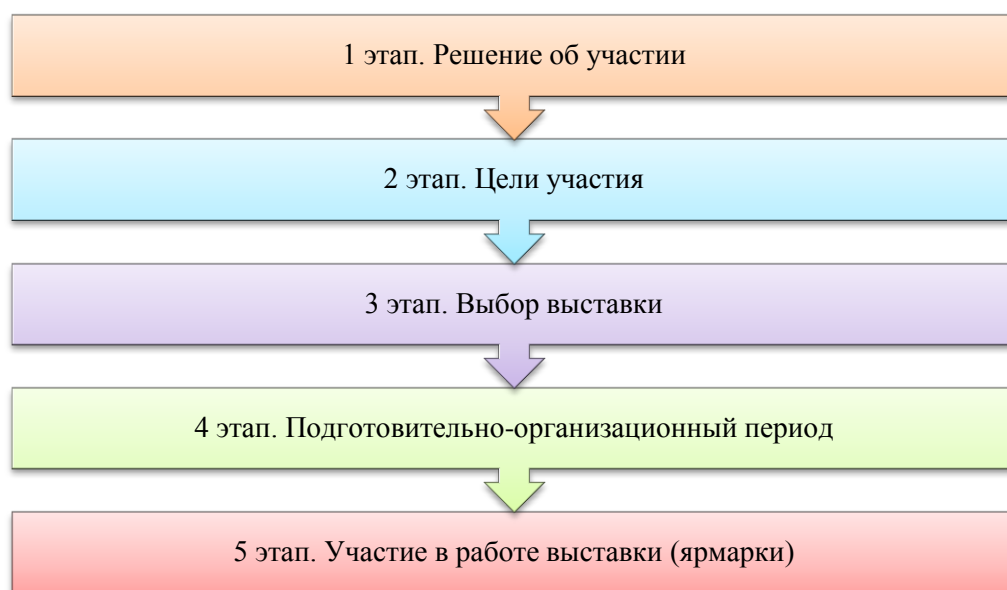 1 этап. Решение об участии
2 этап. Цели участия
3 этап. Выбор выставки
4 этап. Подготовительно-организационный период
5 этап. Участие в работе выставки (ярмарки)